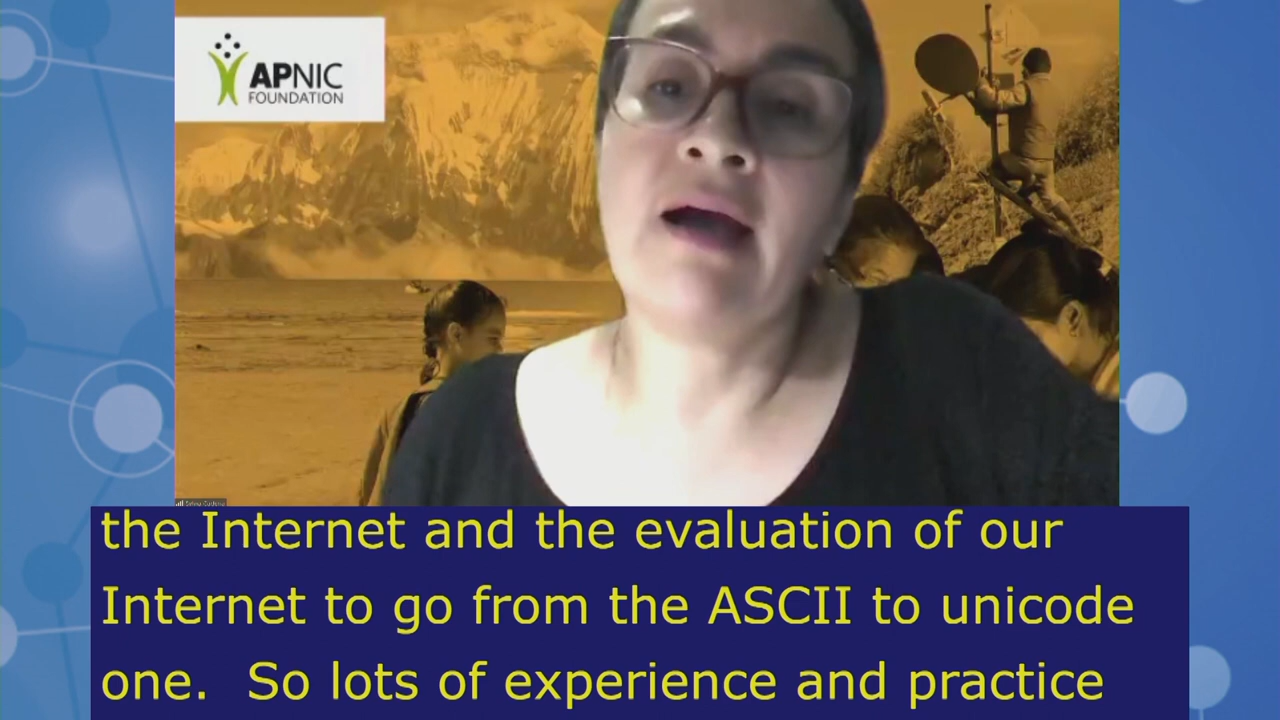 APNIC
FOUNDATION
the Internet and the evaluation of our
Internet to go from the ASCII to unicode
one.  So lots of experience and practice